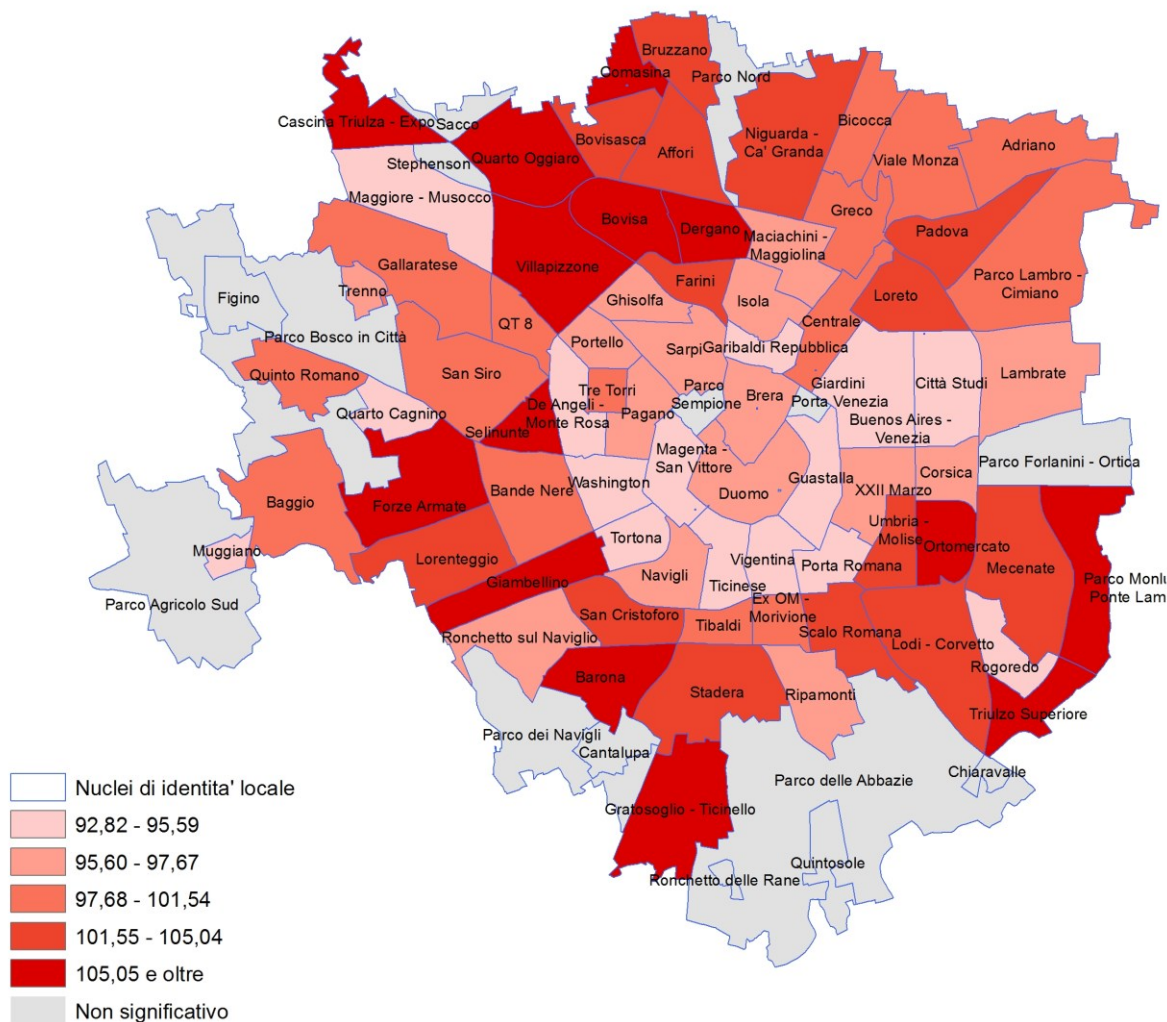 Bruzzano
Comasina
Parco Nord
Cascina Triulza - Expo
Sacco
Bovisasca
Niguarda -
Ca' Granda
Bicocca
Adriano
Stephenson
Quarto Oggiaro
Affori
Viale Monza
Maggiore - Musocco
Greco
Bovisa
Dergano
Maciachini -
Maggiolina
Padova
Gallaratese
Villapizzone
Farini
Parco Lambro -
Cimiano
Figino
Trenno
Ghisolfa
Isola
Loreto
Parco Bosco in Città
QT 8
Portello
Sarpi
Garibaldi Repubblica
Centrale
Quinto Romano
San Siro
Tre Torri
Parco
Sempione
Brera
Giardini
Porta Venezia
Città Studi
Lambrate
Quarto Cagnino
De Angeli -
Monte Rosa
Pagano
Buenos Aires -
Venezia
Selinunte
Magenta -
San Vittore
Parco Forlanini - Ortica
Baggio
Forze Armate
Bande Nere
Washington
Duomo
Guastalla
XXII Marzo
Corsica
Umbria -
Molise
Ortomercato
Muggiano
Lorenteggio
Tortona
Vigentina
Porta Romana
Mecenate
Parco Agricolo Sud
Giambellino
Navigli
Ticinese
Parco Monlu
Ponte Lam
San Cristoforo
Tibaldi
Ex OM -
Morivione
Scalo Romana
Lodi - Corvetto
Ronchetto sul Naviglio
Rogoredo
Barona
Stadera
Ripamonti
Triulzo Superiore
Parco dei Navigli
Cantalupa
Parco delle Abbazie
Chiaravalle
Gratosoglio - Ticinello
Quintosole
Ronchetto delle Rane
Nuclei di identita' locale
92,82 - 95,59
95,60 - 97,67
97,68 - 101,54
101,55 - 105,04
105,05 e oltre
Non significativo